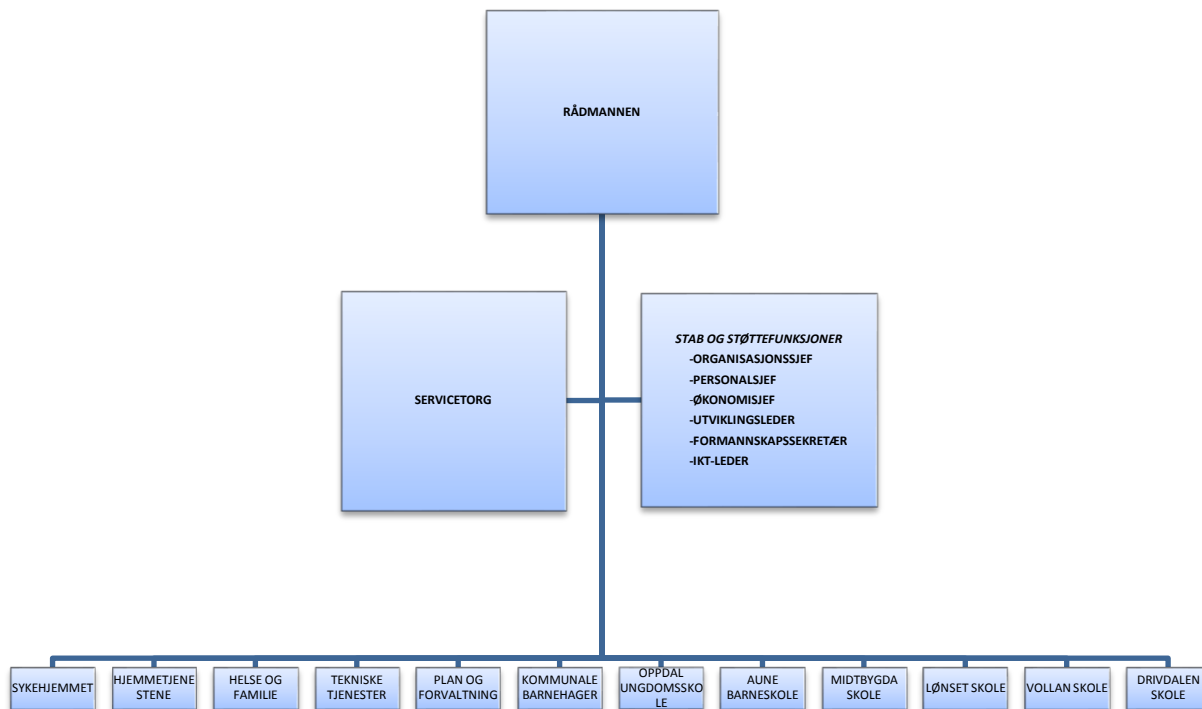 RÅDMANNEN
SERVICETORG
STAB OG STØTTEFUNKSJONER
-ORGANISASJONSSJEF
-PERSONALSJEF
-ØKONOMISJEF
-UTVIKLINGSLEDER
-FORMANNSKAPSSEKRETÆR
-IKT-LEDER
SYKEHJEMMET
HJEMMETJENE
STENE
HELSE OG
FAMILIE
TEKNISKE
TJENESTER
PLAN OG
FORVALTNING
KOMMUNALE
BARNEHAGER
OPPDAL
UNGDOMSSKO
LE
AUNE
BARNESKOLE
MIDTBYGDA
SKOLE
LØNSET SKOLE
VOLLAN SKOLE
DRIVDALEN
SKOLE